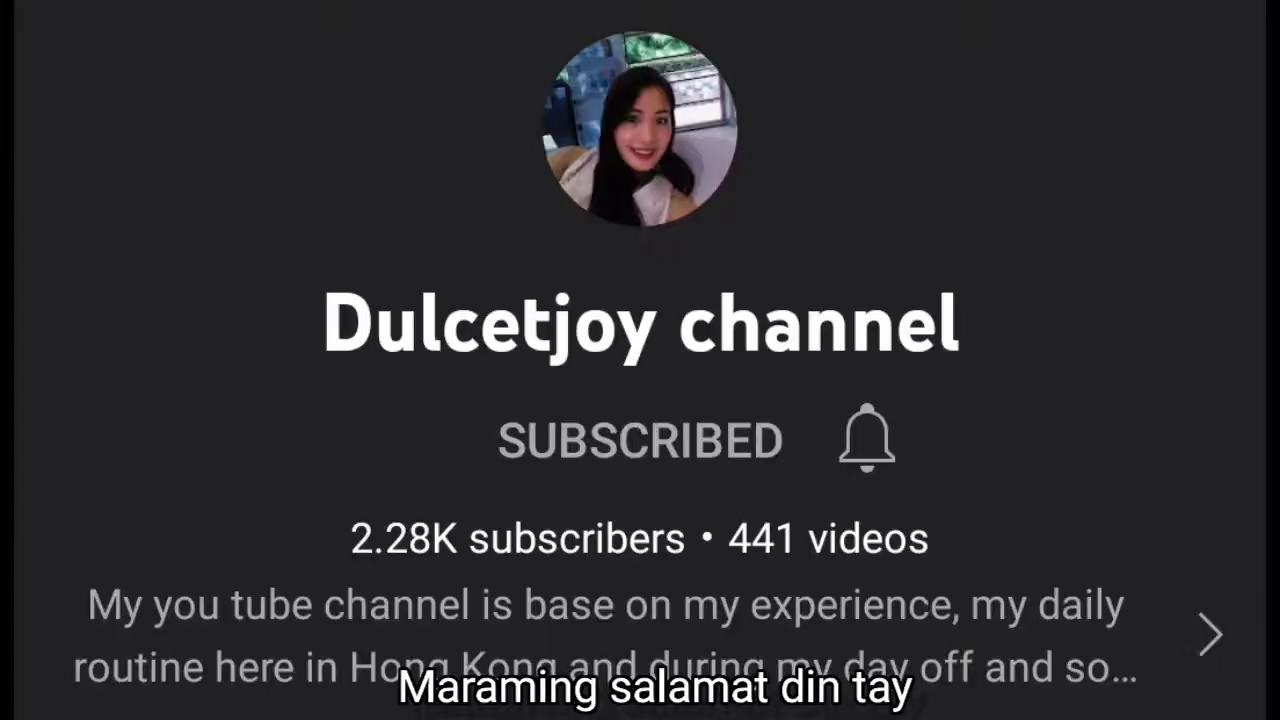 Dulcetjoy channel
SUBSCRIBED
2.28K subscribers • 441 videos
My you tube channel is base on my experience, my daily
routine here in Hong Kong and during my day off and so...
Maraming salamat din tay